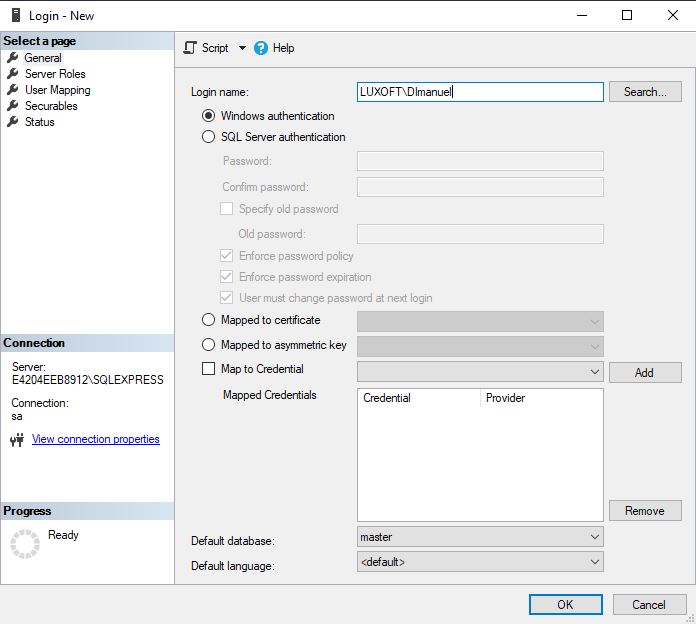 Login - New
Select a page
General
Server Roles
User Mapping
Securables
Status
Script
Help
Login name:
LUXOFT\DImanuel
Search...
Windows authentication
SQL Server authentication
Password:
Confirm password:
Specify old password
Old password:
Enforce password policy
Enforce password expiration
User must change password at next login
Mapped to certificate
Mapped to asymmetric key
Map to Credential
Add
Mapped Credentials
Credential Provider
Remove
Default database:
master
Default language:
<default>
Connection
Server:
E4204EEB8912\SQLEXPRESS
Connection:
sa
View connection properties
Progress
Ready
OK
Cancel